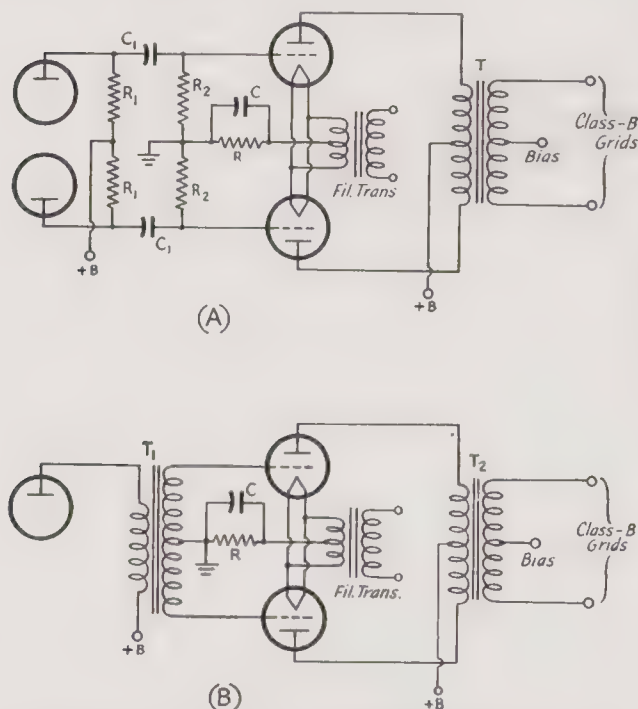 C₁
R₁
R₂
C
R
T
Class-B
Grids
Bias
Fil. Trans
R₁
R₂
C₁
+B
+B
(A)
T₁
T₂
C
R
Class-B
Grids
Bias
Fil. Trans.
+B
+B
(B)